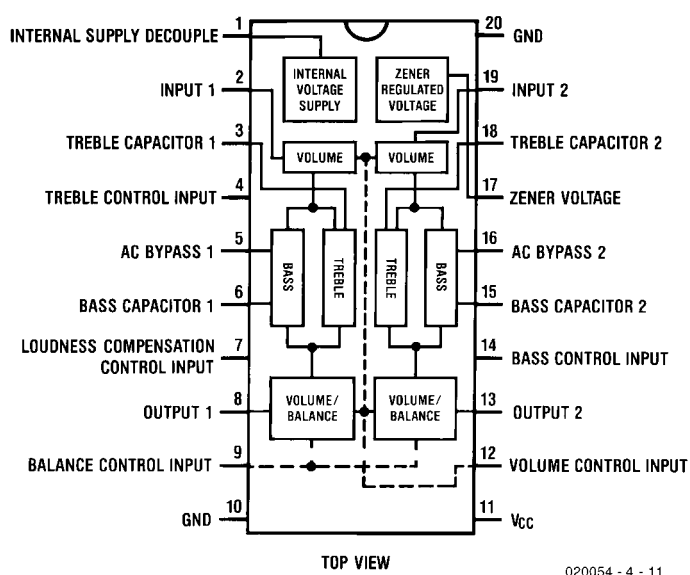 1
INTERNAL SUPPLY DECOUPLE
20
GND
INTERNAL
VOLTAGE
SUPPLY
ZENER
REGULATED
VOLTAGE
2
INPUT 1
19
INPUT 2
3
TREBLE CAPACITOR 1
VOLUME
VOLUME
18
TREBLE CAPACITOR 2
4
TREBLE CONTROL INPUT
17
ZENER VOLTAGE
5
AC BYPASS 1
BASS
TREBLE
TREBLE
BASS
16
AC BYPASS 2
6
BASS CAPACITOR 1
15
BASS CAPACITOR 2
7
LOUDNESS COMPENSATION
CONTROL INPUT
14
BASS CONTROL INPUT
8
OUTPUT 1
VOLUME/
BALANCE
VOLUME/
BALANCE
13
OUTPUT 2
9
BALANCE CONTROL INPUT
12
VOLUME CONTROL INPUT
10
GND
11
VCC
TOP VIEW
020054 - 4 - 11